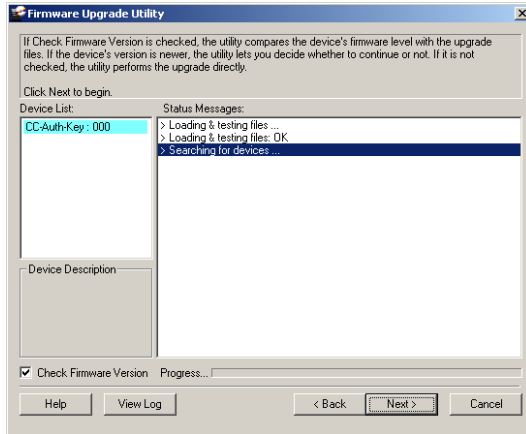 Firmware Upgrade Utility
If Check Firmware Version is checked, the utility compares the device's firmware level with the upgrade
files. If the device's version is newer, the utility lets you decide whether to continue or not. If it is not
checked, the utility performs the upgrade directly.
Click Next to begin.
Device List:
Status Messages:
CC-Auth-Key : 000
> Loading & testing files ...
> Loading & testing files: OK
> Searching for devices ...
Device Description
Check Firmware Version
Progress...
Help
View Log
< Back
Next >
Cancel